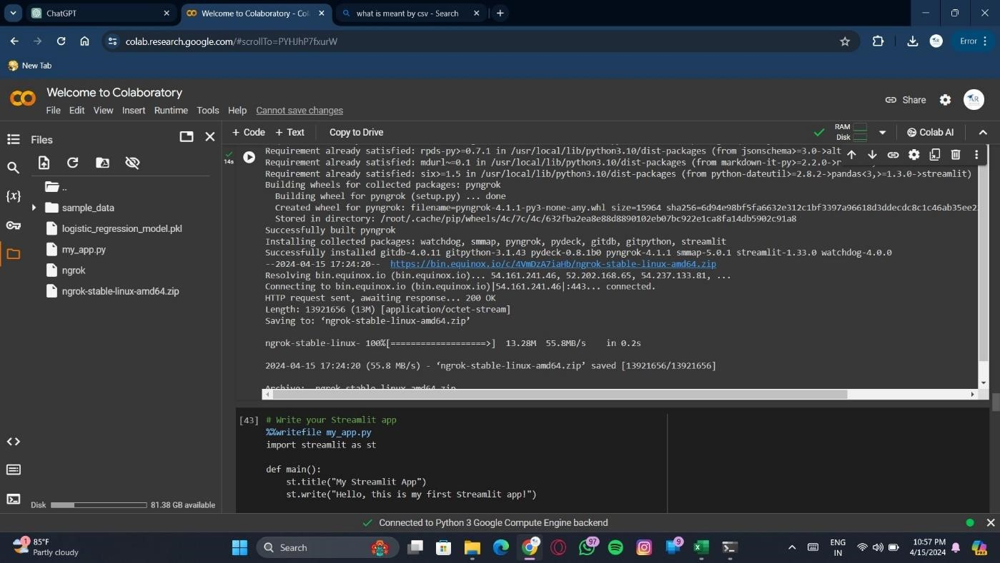 ChatGPT
Welcome to Colaboratory - Col
what is meant by csv - Search
colab.research.google.com/#scrollTo=PYHJhP7fxurW
Error
New Tab
Welcome to Colaboratory
File Edit View Insert Runtime Tools Help Cannot save changes
Share
AR
Files
+ Code + Text Copy to Drive
RAM
Disk
Colab AI
..
sample_data
logistic_regression_model.pkl
my_app.py
ngrok
ngrok-stable-linux-amd64.zip
{x}
<>
Disk 81.38 GB available
14s
Requirement already satisfied: rpds-py>=0.7.1 in /usr/local/lib/python3.10/dist-packages (from jsonschema>=3.0->alt
Requirement already satisfied: mdurl~=0.1 in /usr/local/lib/python3.10/dist-packages (from markdown-it-py>=2.2.0->r
Requirement already satisfied: six>=1.5 in /usr/local/lib/python3.10/dist-packages (from python-dateutil>=2.8.2->pandas<3,>=1.3.0->streamlit)
Building wheels for collected packages: pyngrok
Building wheel for pyngrok (setup.py) ... done
Created wheel for pyngrok: filename=pyngrok-4.1.1-py3-none-any.whl size=15964 sha256=6d94e98bf5fa6632e312c1bf3397a96618d3ddecdc8c1c46ab35ee2
Stored in directory: /root/.cache/pip/wheels/4c/7c/4c/632fba2ea8e88d8890102eb07bc922e1ca8fa14db5902c91a8
Successfully built pyngrok
Installing collected packages: watchdog, smmap, pyngrok, pydeck, gitdb, gitpython, streamlit
Successfully installed gitdb-4.0.11 gitpython-3.1.43 pydeck-0.8.1b0 pyngrok-4.1.1 smmap-5.0.1 streamlit-1.33.0 watchdog-4.0.0
--2024-04-15 17:24:20-- https://bin.equinox.io/c/4VmDzA7iaHb/ngrok-stable-linux-amd64.zip
Resolving bin.equinox.io (bin.equinox.io)... 54.161.241.46, 52.202.168.65, 54.237.133.81, ...
Connecting to bin.equinox.io (bin.equinox.io)|54.161.241.46|:443... connected.
HTTP request sent, awaiting response... 200 OK
Length: 13921656 (13M) [application/octet-stream]
Saving to: ‘ngrok-stable-linux-amd64.zip’
ngrok-stable-linux- 100%[===================>] 13.28M 55.8MB/s in 0.2s
2024-04-15 17:24:20 (55.8 MB/s) - ‘ngrok-stable-linux-amd64.zip’ saved [13921656/13921656]
Archive: ngrok-stable-linux-amd64.zip
[43] # Write your Streamlit app
%%writefile my_app.py
import streamlit as st
def main():
st.title("My Streamlit App")
st.write("Hello, this is my first Streamlit app!")
Connected to Python 3 Google Compute Engine backend
1
85°F
Partly cloudy
Search
97
9
PRE
ENG
IN
10:57 PM
4/15/2024